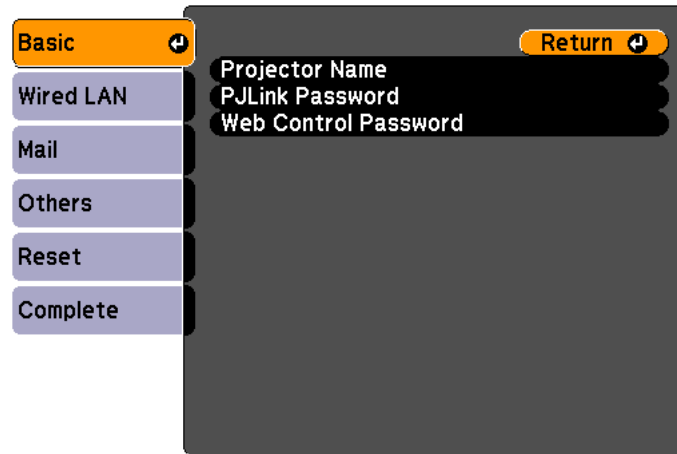 Basic
Wired LAN
Mail
Others
Reset
Complete
Return
Projector Name
PJLink Password
Web Control Password